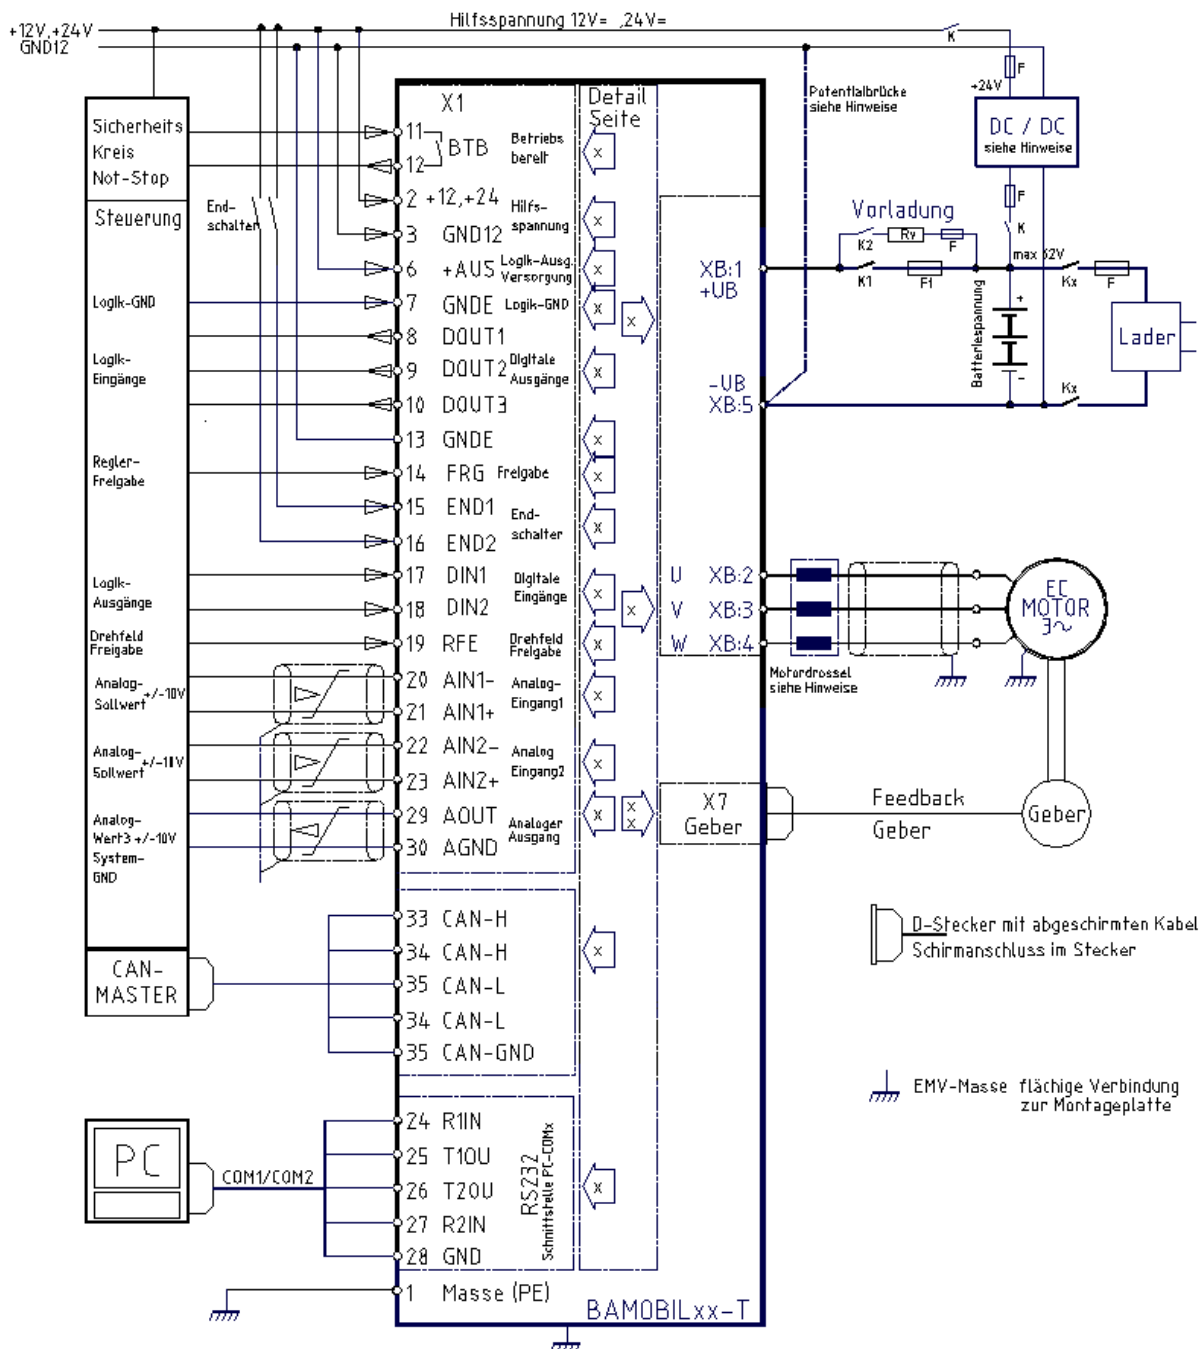 Hilfsspannung 12V= ,24V=
+12V,+24V
GND12
K
F
+24V
DC / DC
siehe Hinweise
F
K
Potentialbrücke
siehe Hinweise
Sicherheits
Kreis
Not-Stop
Steuerung
End-
schalter
Logik-GND
Logik-
Eingänge
Regler-
Freigabe
Logik-
Ausgänge
Drehfeld
Freigabe
Analog-
Sollwert
+/-10V
Analog-
Sollwert
+/-10V
Analog-
Wert3 +/-10V
System-
GND
CAN-
MASTER
PC
COM1/COM2
X1
Detail
Seite
11
12
BTB
Betriebs
bereit
x
2 +12,+24
Hilfs-
spannung
x
3 GND12
6 +AUS
Logik-Ausg.
Versorgung
x
7 GNDE
Logik-GND
x
x
8 DOUT1
9 DOUT2
Digitale
Ausgänge
x
10 DOUT3
13 GNDE
x
14 FRG Freigabe
x
15 END1
End-
schalter
x
16 END2
17 DIN1
Digitale
Eingänge
x
x
18 DIN2
19 RFE
Drehfeld
Freigabe
x
20 AIN1-
Analog-
Eingang1
x
21 AIN1+
22 AIN2-
Analog
Eingang2
x
23 AIN2+
29 AOUT
Analoger
Ausgang
x
x
x
30 AGND
33 CAN-H
34 CAN-H
x
35 CAN-L
34 CAN-L
35 CAN-GND
24 R1IN
25 T1OU
26 T2OU
27 R2IN
28 GND
RS232
Schnittstelle PC-COMx
x
1 Masse (PE)
BAMOBILxx-T
XB:1
+UB
-UB
XB:5
U XB:2
V XB:3
W XB:4
X7
Geber
Vorladung
K2
Rv
F
K1
F1
Kx
F
Batteriespannung
+
-
Lader
Kx
Motordrossel
siehe Hinweise
EC
MOTOR
3~
Feedback
Geber
Geber
D-Stecker mit abgeschirmten Kabel
Schirmanschluss im Stecker
EMV-Masse flächige Verbindung
zur Montageplatte